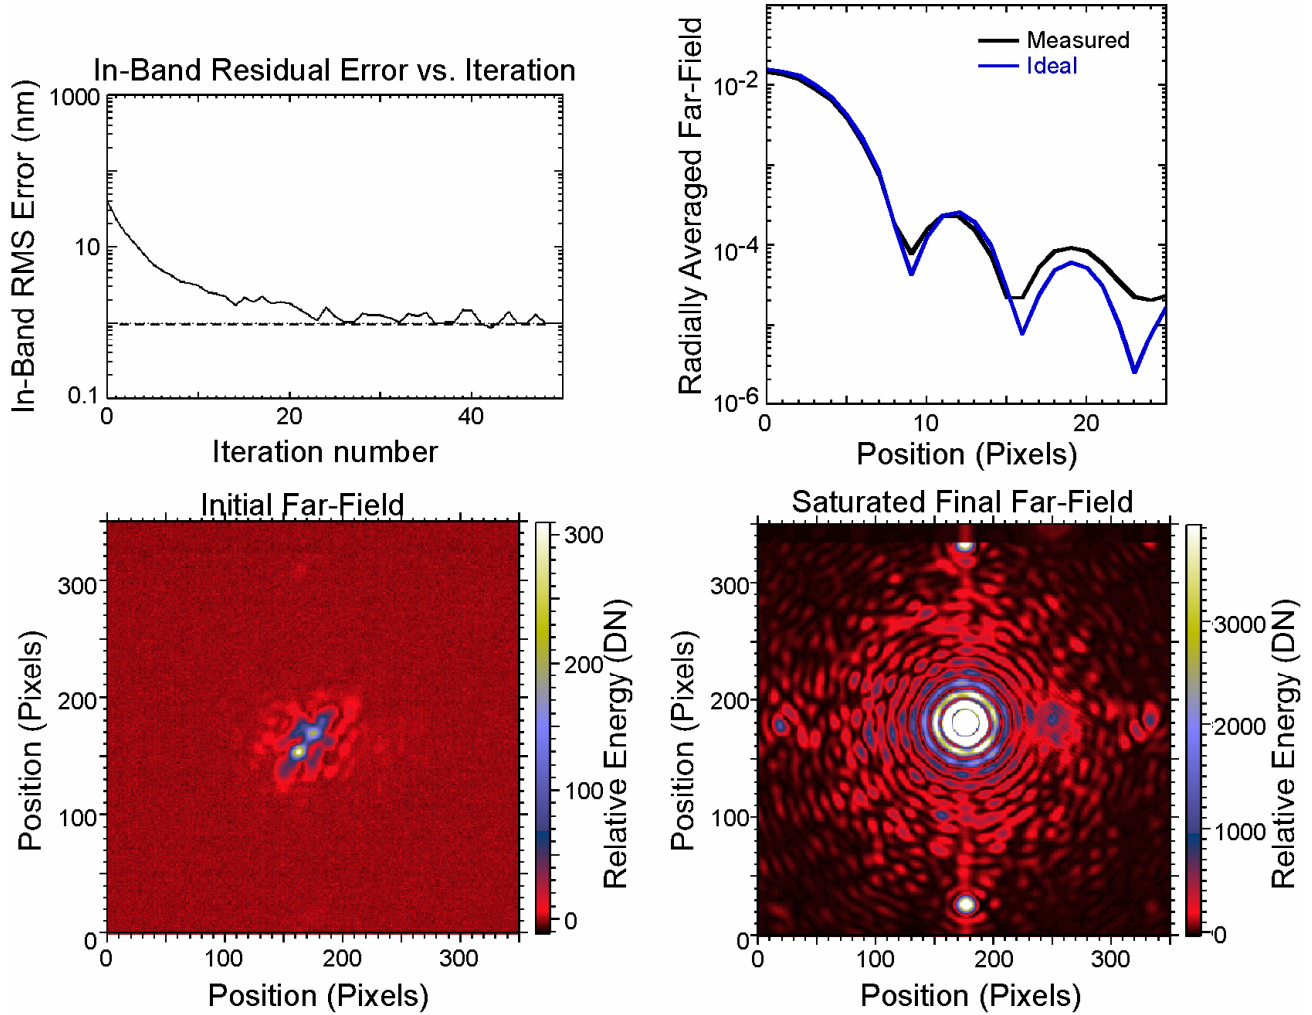 In-Band Residual Error vs. Iteration
In-Band RMS Error (nm)
1000
10
0.1
0 20 40
Iteration number
Measured
Ideal
Radially Averaged Far-Field
10-2
10-4
10-6
0 10 20
Position (Pixels)
Initial Far-Field
Position (Pixels)
300
200
100
0
0 100 200 300
Position (Pixels)
300
200
100
0
Relative Energy (DN)
Saturated Final Far-Field
Position (Pixels)
300
200
100
0
0 100 200 300
Position (Pixels)
3000
2000
1000
0
Relative Energy (DN)